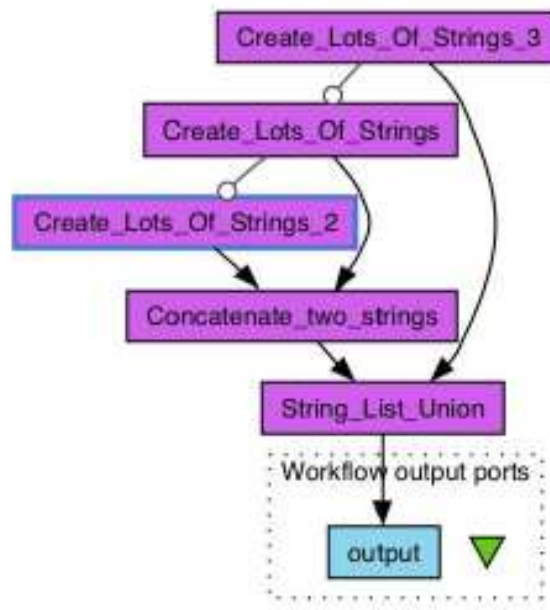 Create_Lots_Of_Strings_3
Create_Lots_Of_Strings
Create_Lots_Of_Strings_2
Concatenate_two_strings
String_List_Union
Workflow output ports
output